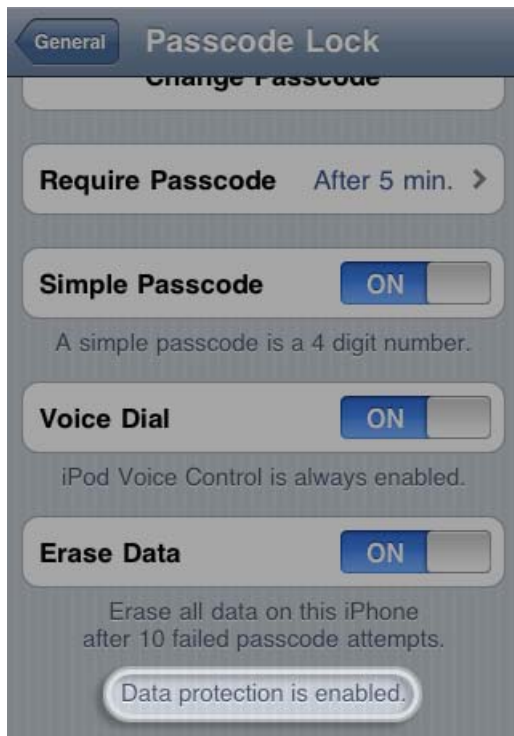 General
Passcode Lock
Change Passcode
Require Passcode After 5 min.
Simple Passcode ON
A simple passcode is a 4 digit number.
Voice Dial ON
iPod Voice Control is always enabled.
Erase Data ON
Erase all data on this iPhone
after 10 failed passcode attempts.
Data protection is enabled.